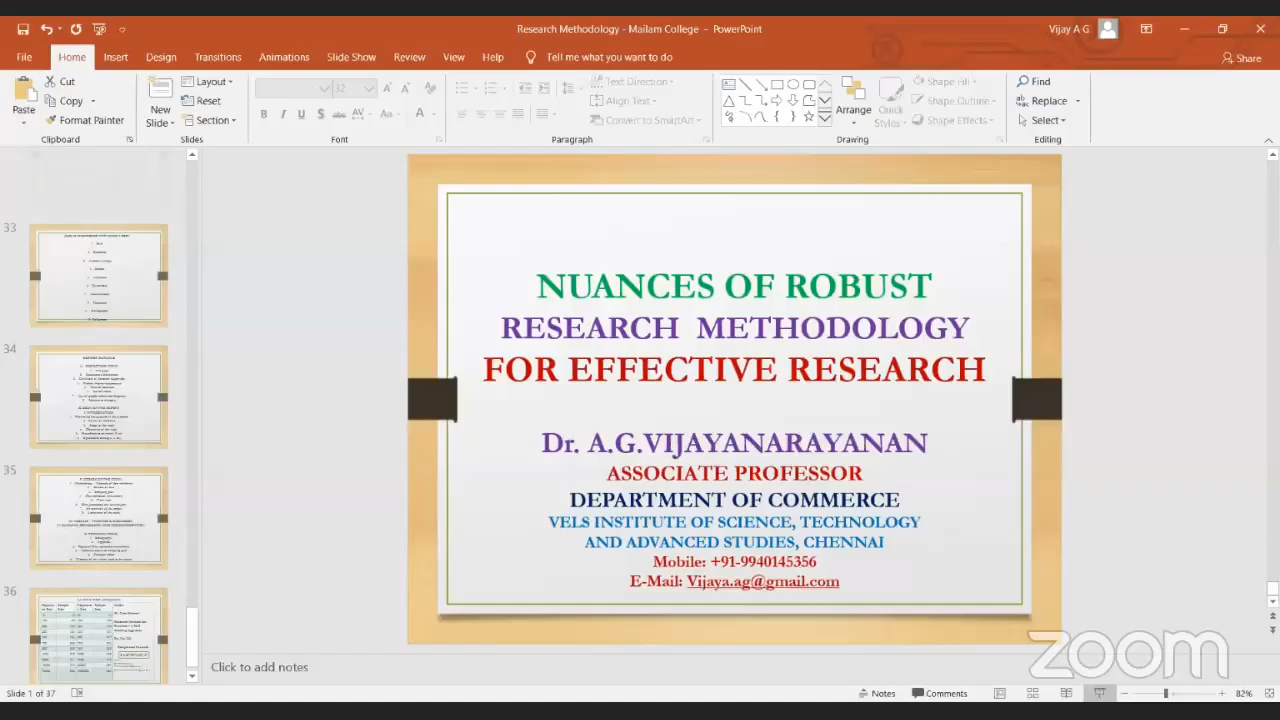 Research Methodology - Mailam College - PowerPoint
Vijay A G
File Home Insert Design Transitions Animations Slide Show Review View Help Tell me what you want to do
Share
Paste
Cut
Copy
Format Painter
Clipboard
New Slide
Layout
Reset
Section
Slides
32
Font
Text Direction
Align Text
Convert to SmartArt
Paragraph
Arrange
Quick Styles
Shape Fill
Shape Outline
Shape Effects
Drawing
Find
Replace
Select
Editing
33
34
35
36
NUANCES OF ROBUST
RESEARCH METHODOLOGY
FOR EFFECTIVE RESEARCH
Dr. A.G.VIJAYANARAYANAN
ASSOCIATE PROFESSOR
DEPARTMENT OF COMMERCE
VELS INSTITUTE OF SCIENCE, TECHNOLOGY
AND ADVANCED STUDIES, CHENNAI
Mobile: +91-9940145356
E-Mail: Vijaya.ag@gmail.com
zoom
Click to add notes
Slide 1 of 37
Notes
Comments
82%